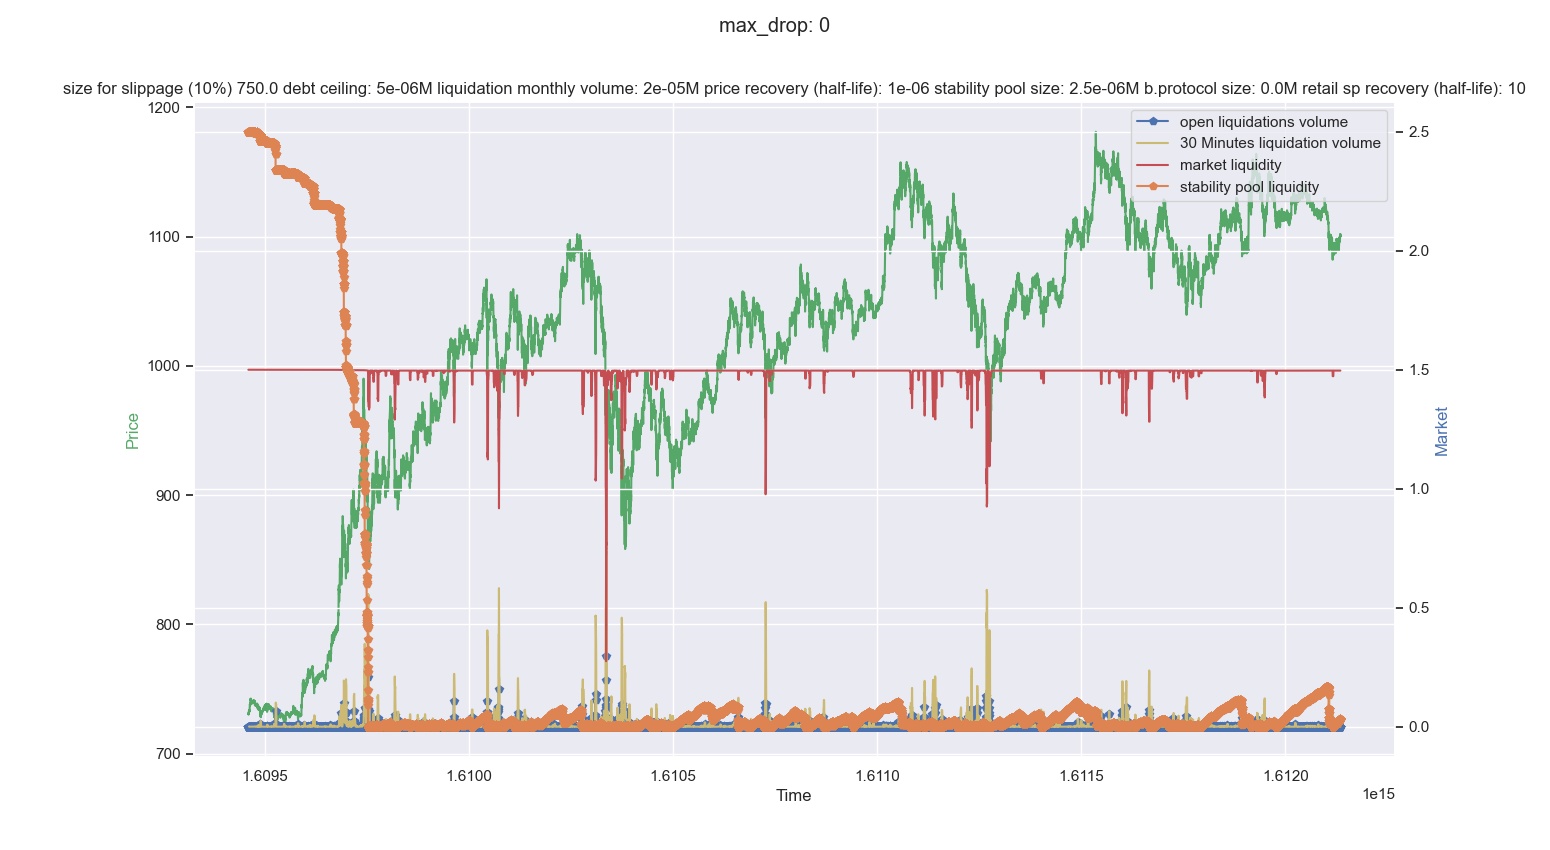 max_drop: 0
size for slippage (10%) 750.0 debt ceiling: 5e-06M liquidation monthly volume: 2e-05M price recovery (half-life): 1e-06 stability pool size: 2.5e-06M b.protocol size: 0.0M retail sp recovery (half-life): 10
open liquidations volume
30 Minutes liquidation volume
market liquidity
stability pool liquidity
1200
1100
1000
900
800
700
Price
2.5
2.0
1.5
1.0
0.5
0.0
Market
1.6095 1.6100 1.6105 1.6110 1.6115 1.6120
1e15
Time